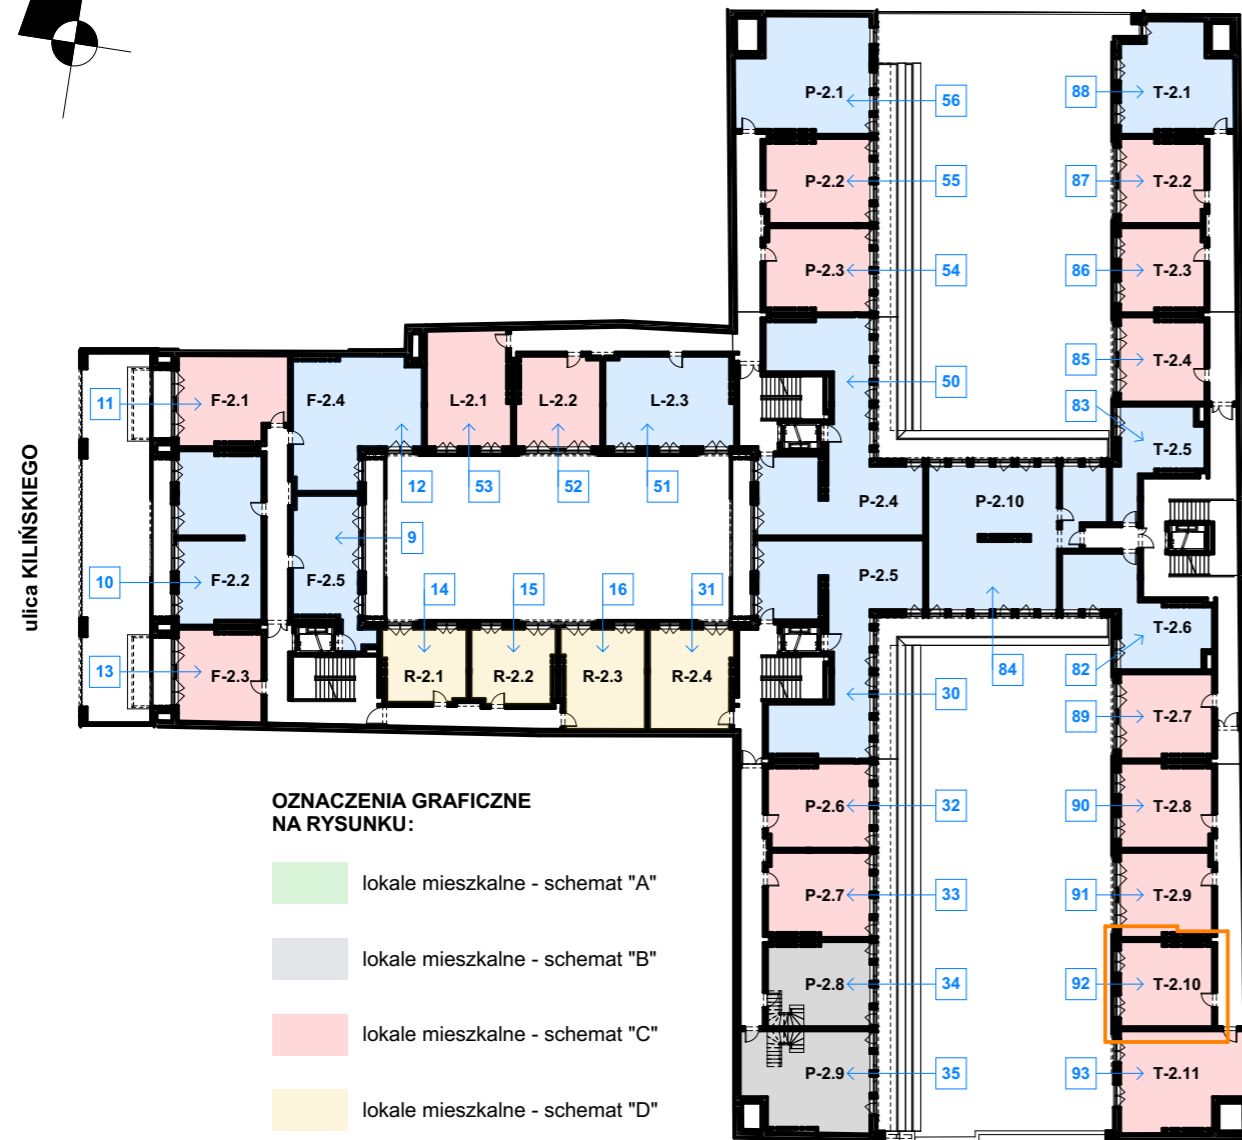 P-2.1
56
88
T-2.1
P-2.2
55
87
T-2.2
P-2.3
54
86
T-2.3
50
85
T-2.4
83
T-2.5
11
F-2.1
F-2.4
L-2.1
L-2.2
L-2.3
12
53
52
51
P-2.4
P-2.10
ulica KILIŃSKIEGO
9
10
F-2.2
F-2.5
14
15
16
31
P-2.5
13
F-2.3
R-2.1
R-2.2
R-2.3
R-2.4
30
84
82
T-2.6
89
T-2.7
OZNACZENIA GRAFICZNE
NA RYSUNKU:
P-2.6
32
90
T-2.8
lokale mieszkalne - schemat "A"
P-2.7
33
91
T-2.9
lokale mieszkalne - schemat "B"
P-2.8
34
92
T-2.10
lokale mieszkalne - schemat "C"
P-2.9
35
93
T-2.11
lokale mieszkalne - schemat "D"